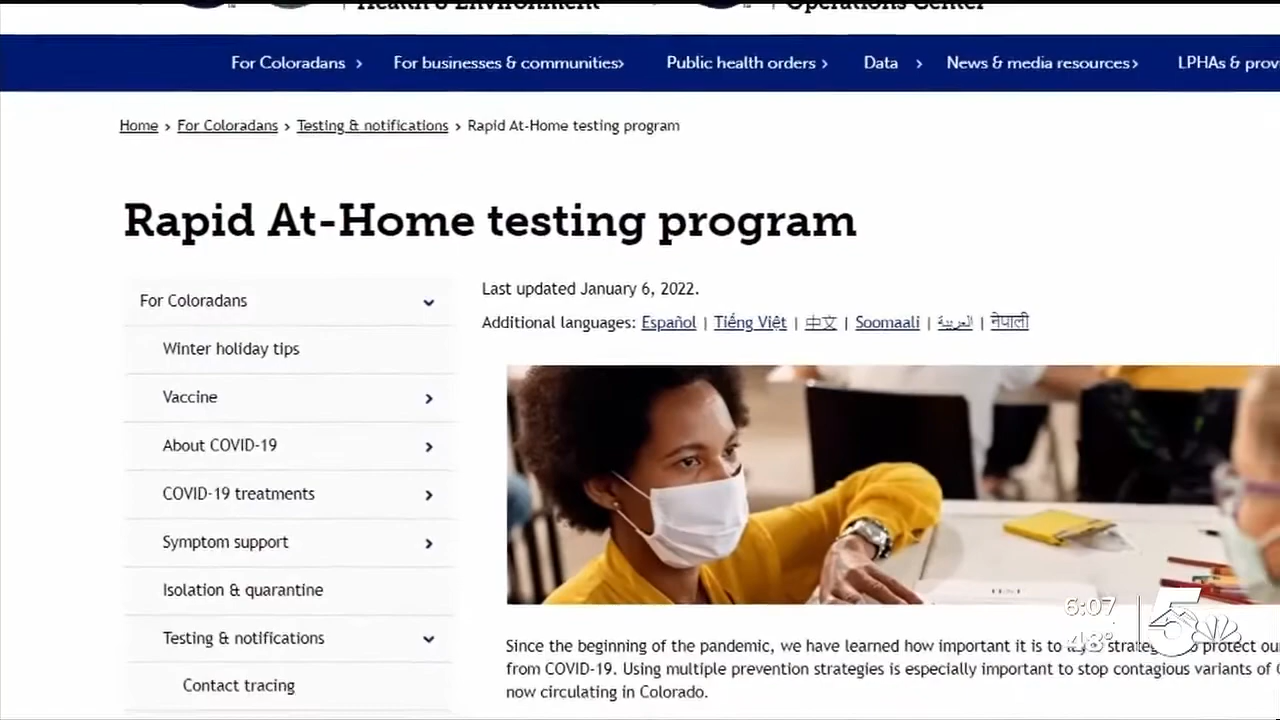 Health & Environment
Operations Center
For Coloradans >
For businesses & communities>
Public health orders >
Data >
News & media resources>
LPHAs &
Home > For Coloradans > Testing & notifications > Rapid At-Home testing program
Rapid At-Home testing program
For Coloradans
Winter holiday tips
Vaccine
About COVID-19
COVID-19 treatments
Symptom support
Isolation & quarantine
Testing & notifications
Contact tracing
Last updated January 6, 2022.
Additional languages: Español | Tiếng Việt | 中文 | Soomaali | العربية | नेपाली
Since the beginning of the pandemic, we have learned how important it is to
from COVID-19. Using multiple prevention strategies is especially important to stop contagious variants of
now circulating in Colorado.
6:07
48°
5